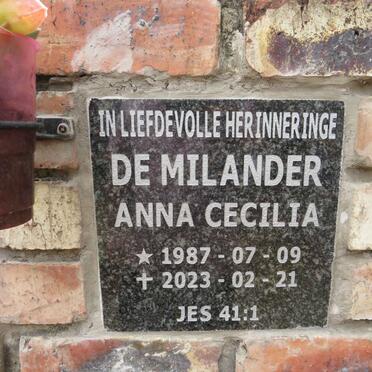 IN LIEFDEVOLLE HERINNERINGE
DE MILANDER
ANNA CECILIA
★ 1987 - 07 - 09
✝ 2023 - 02 - 21
JES 41:1